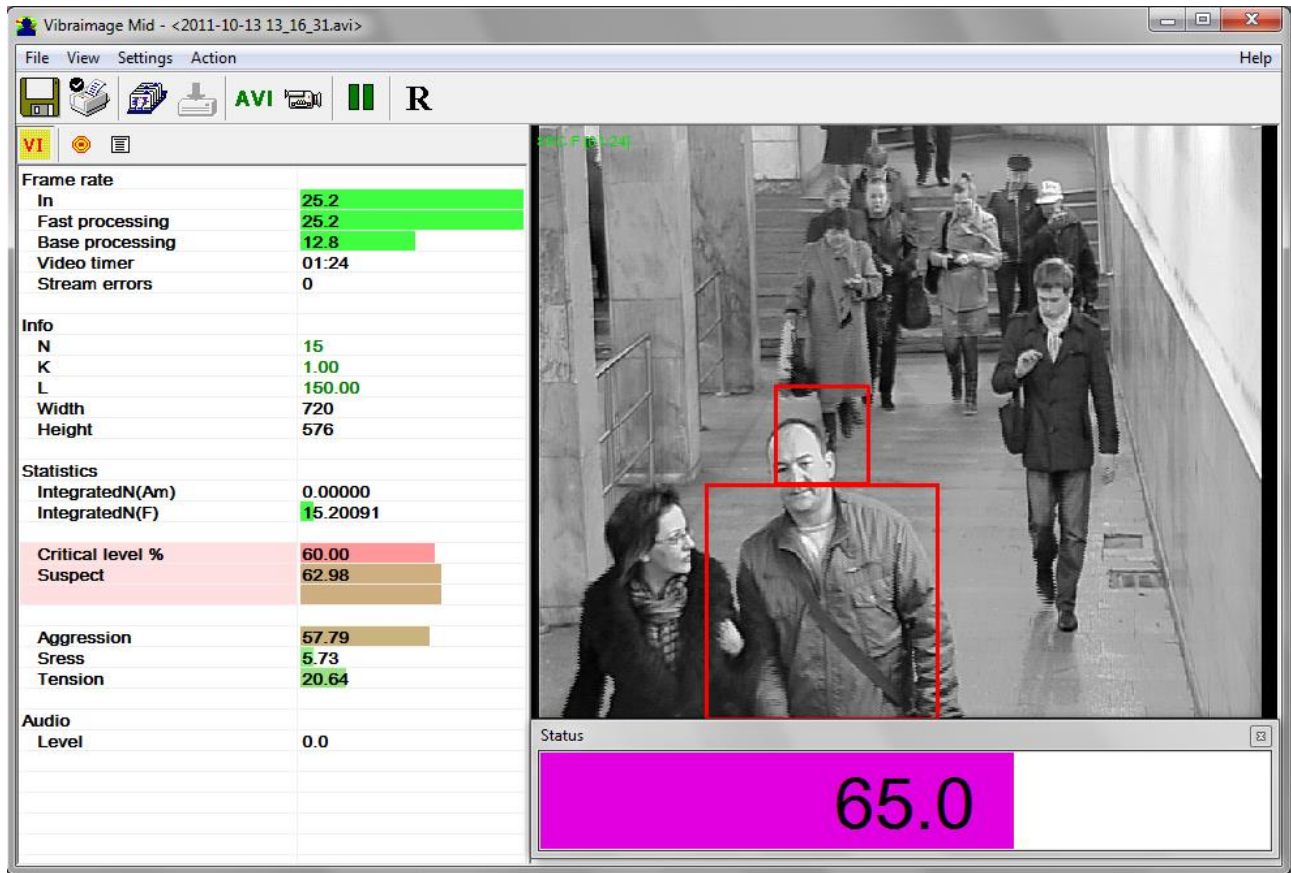 Vibraimage Mid - <2011-10-13 13_16_31.avi>
File View Settings Action Help
AVI R
VI
Frame rate
In 25.2
Fast processing 25.2
Base processing 12.8
Video timer 01:24
Stream errors 0
Info
N 15
K 1.00
L 150.00
Width 720
Height 576
Statistics
IntegratedN(Am) 0.00000
IntegratedN(F) 15.20091
Critical level % 60.00
Suspect 62.98
Aggression 57.79
Sress 5.73
Tension 20.64
Audio
Level 0.0
Status
65.0